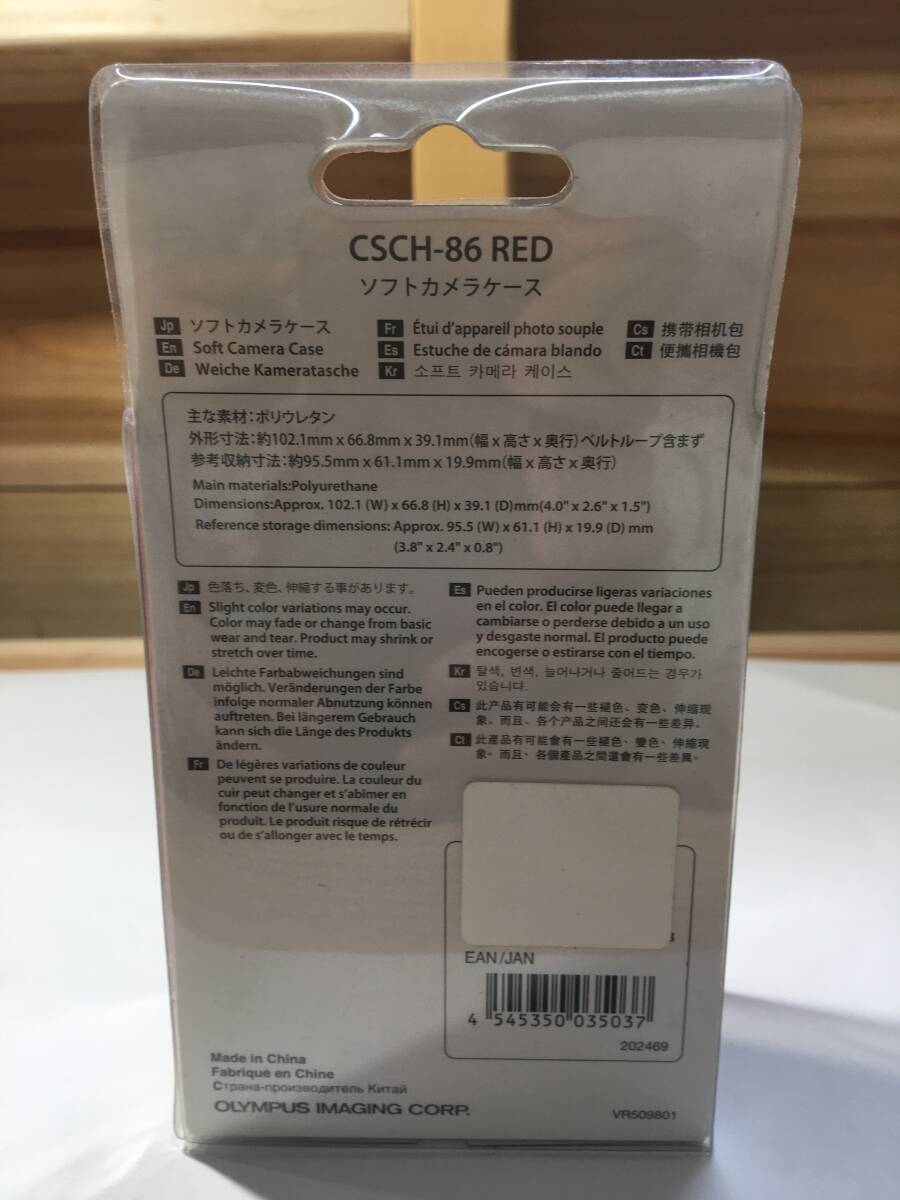 CSCH-86 RED
ソフトカメラケース
Jp ソフトカメラケース
En Soft Camera Case
De Weiche Kameratasche
Fr Étui d'appareil photo souple
Es Estuche de cámara blando
Kr 소프트 카메라 케이스
Cs 携带相机包
Ct 便攜相機包
主な素材:ポリウレタン
外形寸法:約102.1mm x 66.8mm x 39.1mm(幅 x 高さ x 奥行)ベルトループ含まず
参考収納寸法:約95.5mm x 61.1mm x 19.9mm(幅 x 高さ x 奥行)
Main materials:Polyurethane
Dimensions:Approx. 102.1 (W) x 66.8 (H) x 39.1 (D)mm(4.0" x 2.6" x 1.5")
Reference storage dimensions: Approx. 95.5 (W) x 61.1 (H) x 19.9 (D) mm
(3.8" x 2.4" x 0.8")
Jp 色落ち、変色、伸縮する事があります。
En Slight color variations may occur.
Color may fade or change from basic
wear and tear. Product may shrink or
stretch over time.
De Leichte Farbabweichungen sind
möglich. Veränderungen der Farbe
infolge normaler Abnutzung können
auftreten. Bei längerem Gebrauch
kann sich die Länge des Produkts
ändern.
Fr De légères variations de couleur
peuvent se produire. La couleur du
cuir peut changer et s'abîmer en
fonction de l'usure normale du
produit. Le produit risque de rétrécir
ou de s'allonger avec le temps.
Es Pueden producirse ligeras variaciones
en el color. El color puede llegar a
cambiarse o perderse debido a un uso
y desgaste normal. El producto puede
encogerse o estirarse con el tiempo.
Kr 탈색, 변색, 늘어나거나 줄어드는 경우가
있습니다.
Cs 此产品有可能会有一些褪色、变色、伸缩现
象。而且、各个产品之间还会有一些差异。
Ct 此產品有可能會有一些褪色、變色、伸縮現
象。而且、各個產品之間還會有一些差異。
EAN/JAN
4 545350 035037
202469
Made in China
Fabriqué en Chine
Страна-производитель Китай
OLYMPUS IMAGING CORP.
VR509801